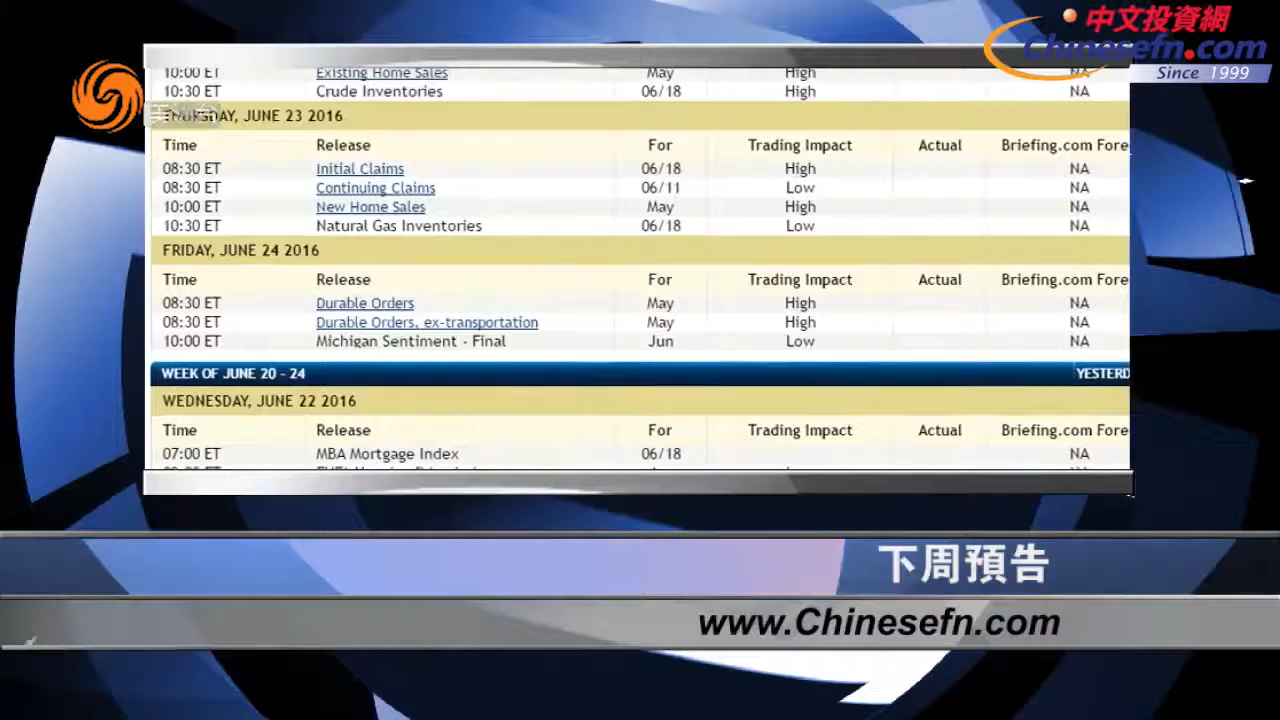 中文投資網
Chinesefn.com
Since 1999
10:00 ET Existing Home Sales May High NA
10:30 ET Crude Inventories 06/18 High NA
THURSDAY, JUNE 23 2016
Time Release For Trading Impact Actual Briefing.com Fore
08:30 ET Initial Claims 06/18 High NA
08:30 ET Continuing Claims 06/11 Low NA
10:00 ET New Home Sales May High NA
10:30 ET Natural Gas Inventories 06/18 Low NA
FRIDAY, JUNE 24 2016
Time Release For Trading Impact Actual Briefing.com Fore
08:30 ET Durable Orders May High NA
08:30 ET Durable Orders, ex-transportation May High NA
10:00 ET Michigan Sentiment - Final Jun Low NA
WEEK OF JUNE 20 - 24 YESTERD
WEDNESDAY, JUNE 22 2016
Time Release For Trading Impact Actual Briefing.com Fore
07:00 ET MBA Mortgage Index 06/18 NA
下周預告
www.Chinesefn.com